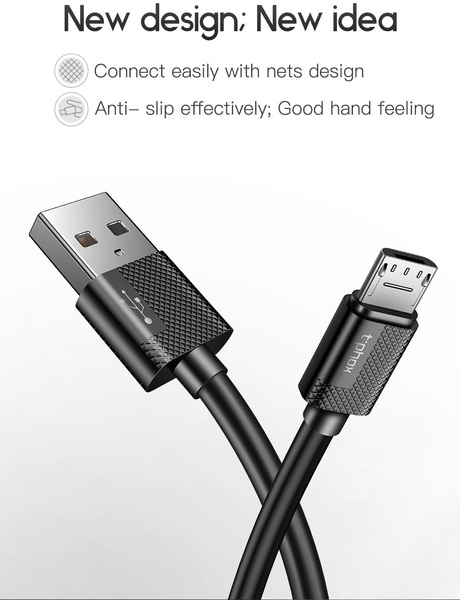 New design; New idea
Connect easily with nets design
Anti- slip effectively; Good hand feeling
t:phox